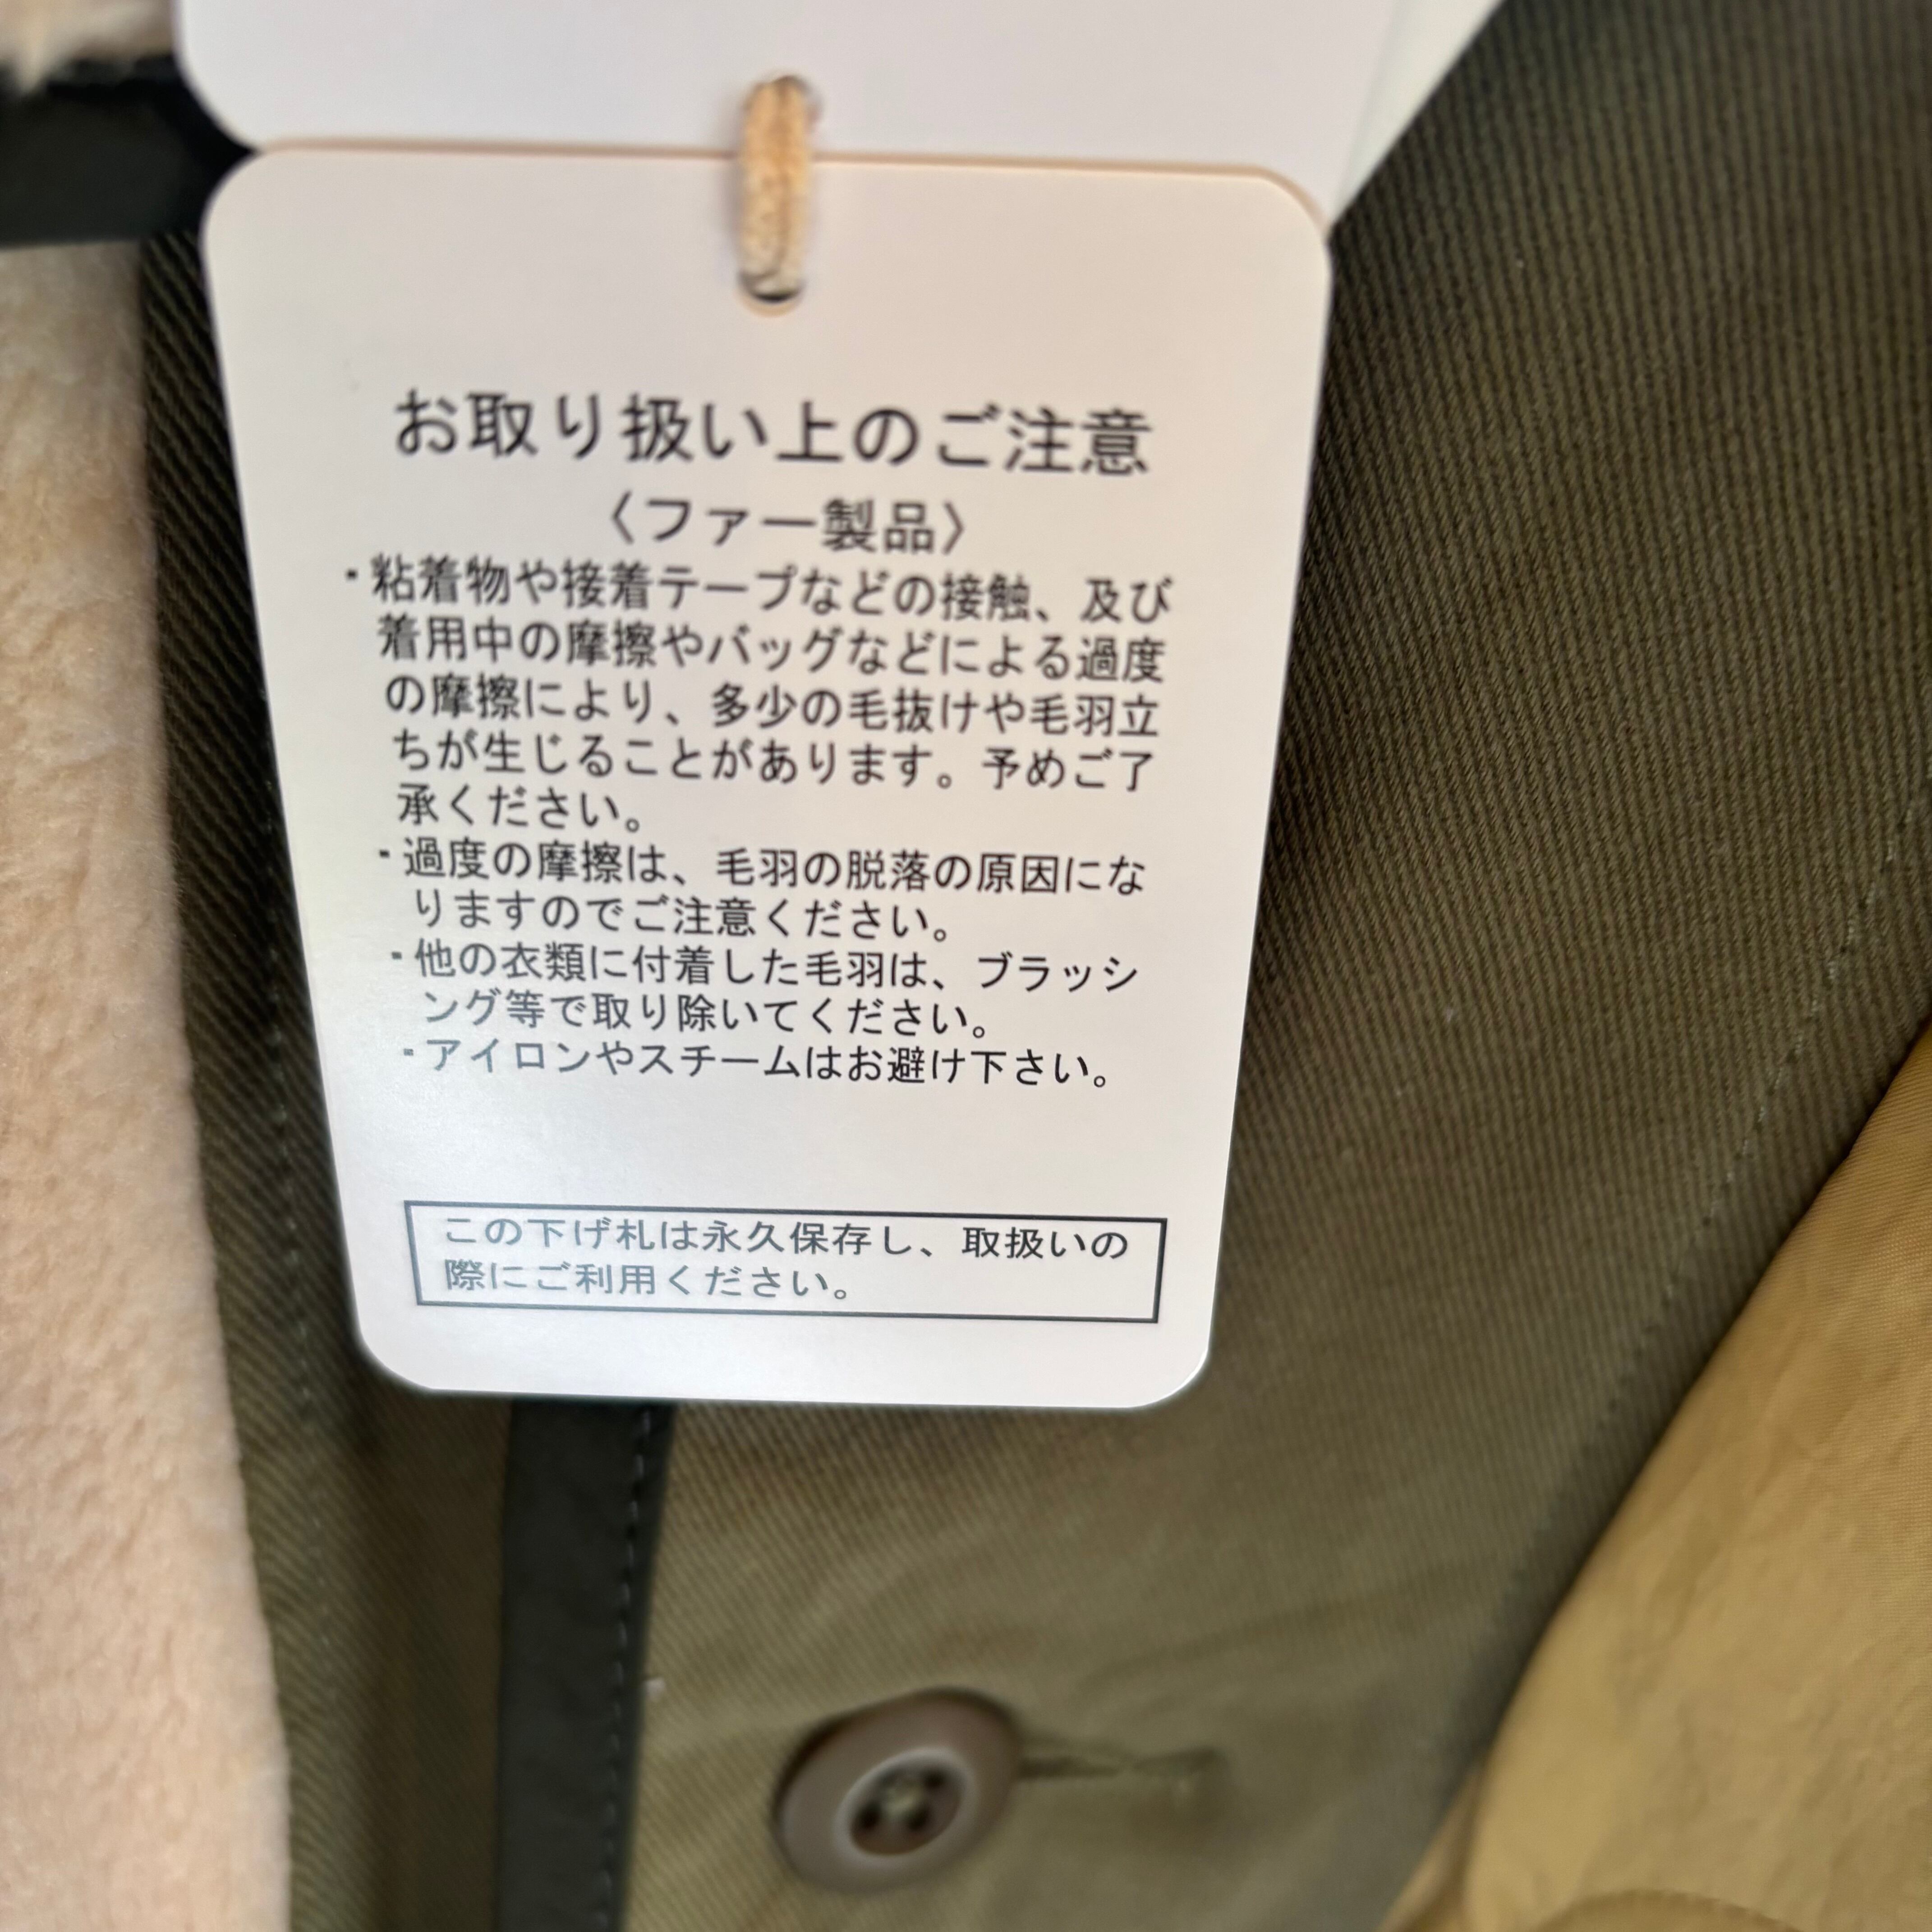 お取り扱い上のご注意
〈ファー製品〉
・粘着物や接着テープなどの接触、及び
着用中の摩擦やバッグなどによる過度
の摩擦により、多少の毛抜けや毛羽立
ちが生じることがあります。予めご了
承ください。
・過度の摩擦は、毛羽の脱落の原因にな
りますのでご注意ください。
・他の衣類に付着した毛羽は、ブラッシ
ング等で取り除いてください。
・アイロンやスチームはお避け下さい。
この下げ札は永久保存し、取扱いの
際にご利用ください。